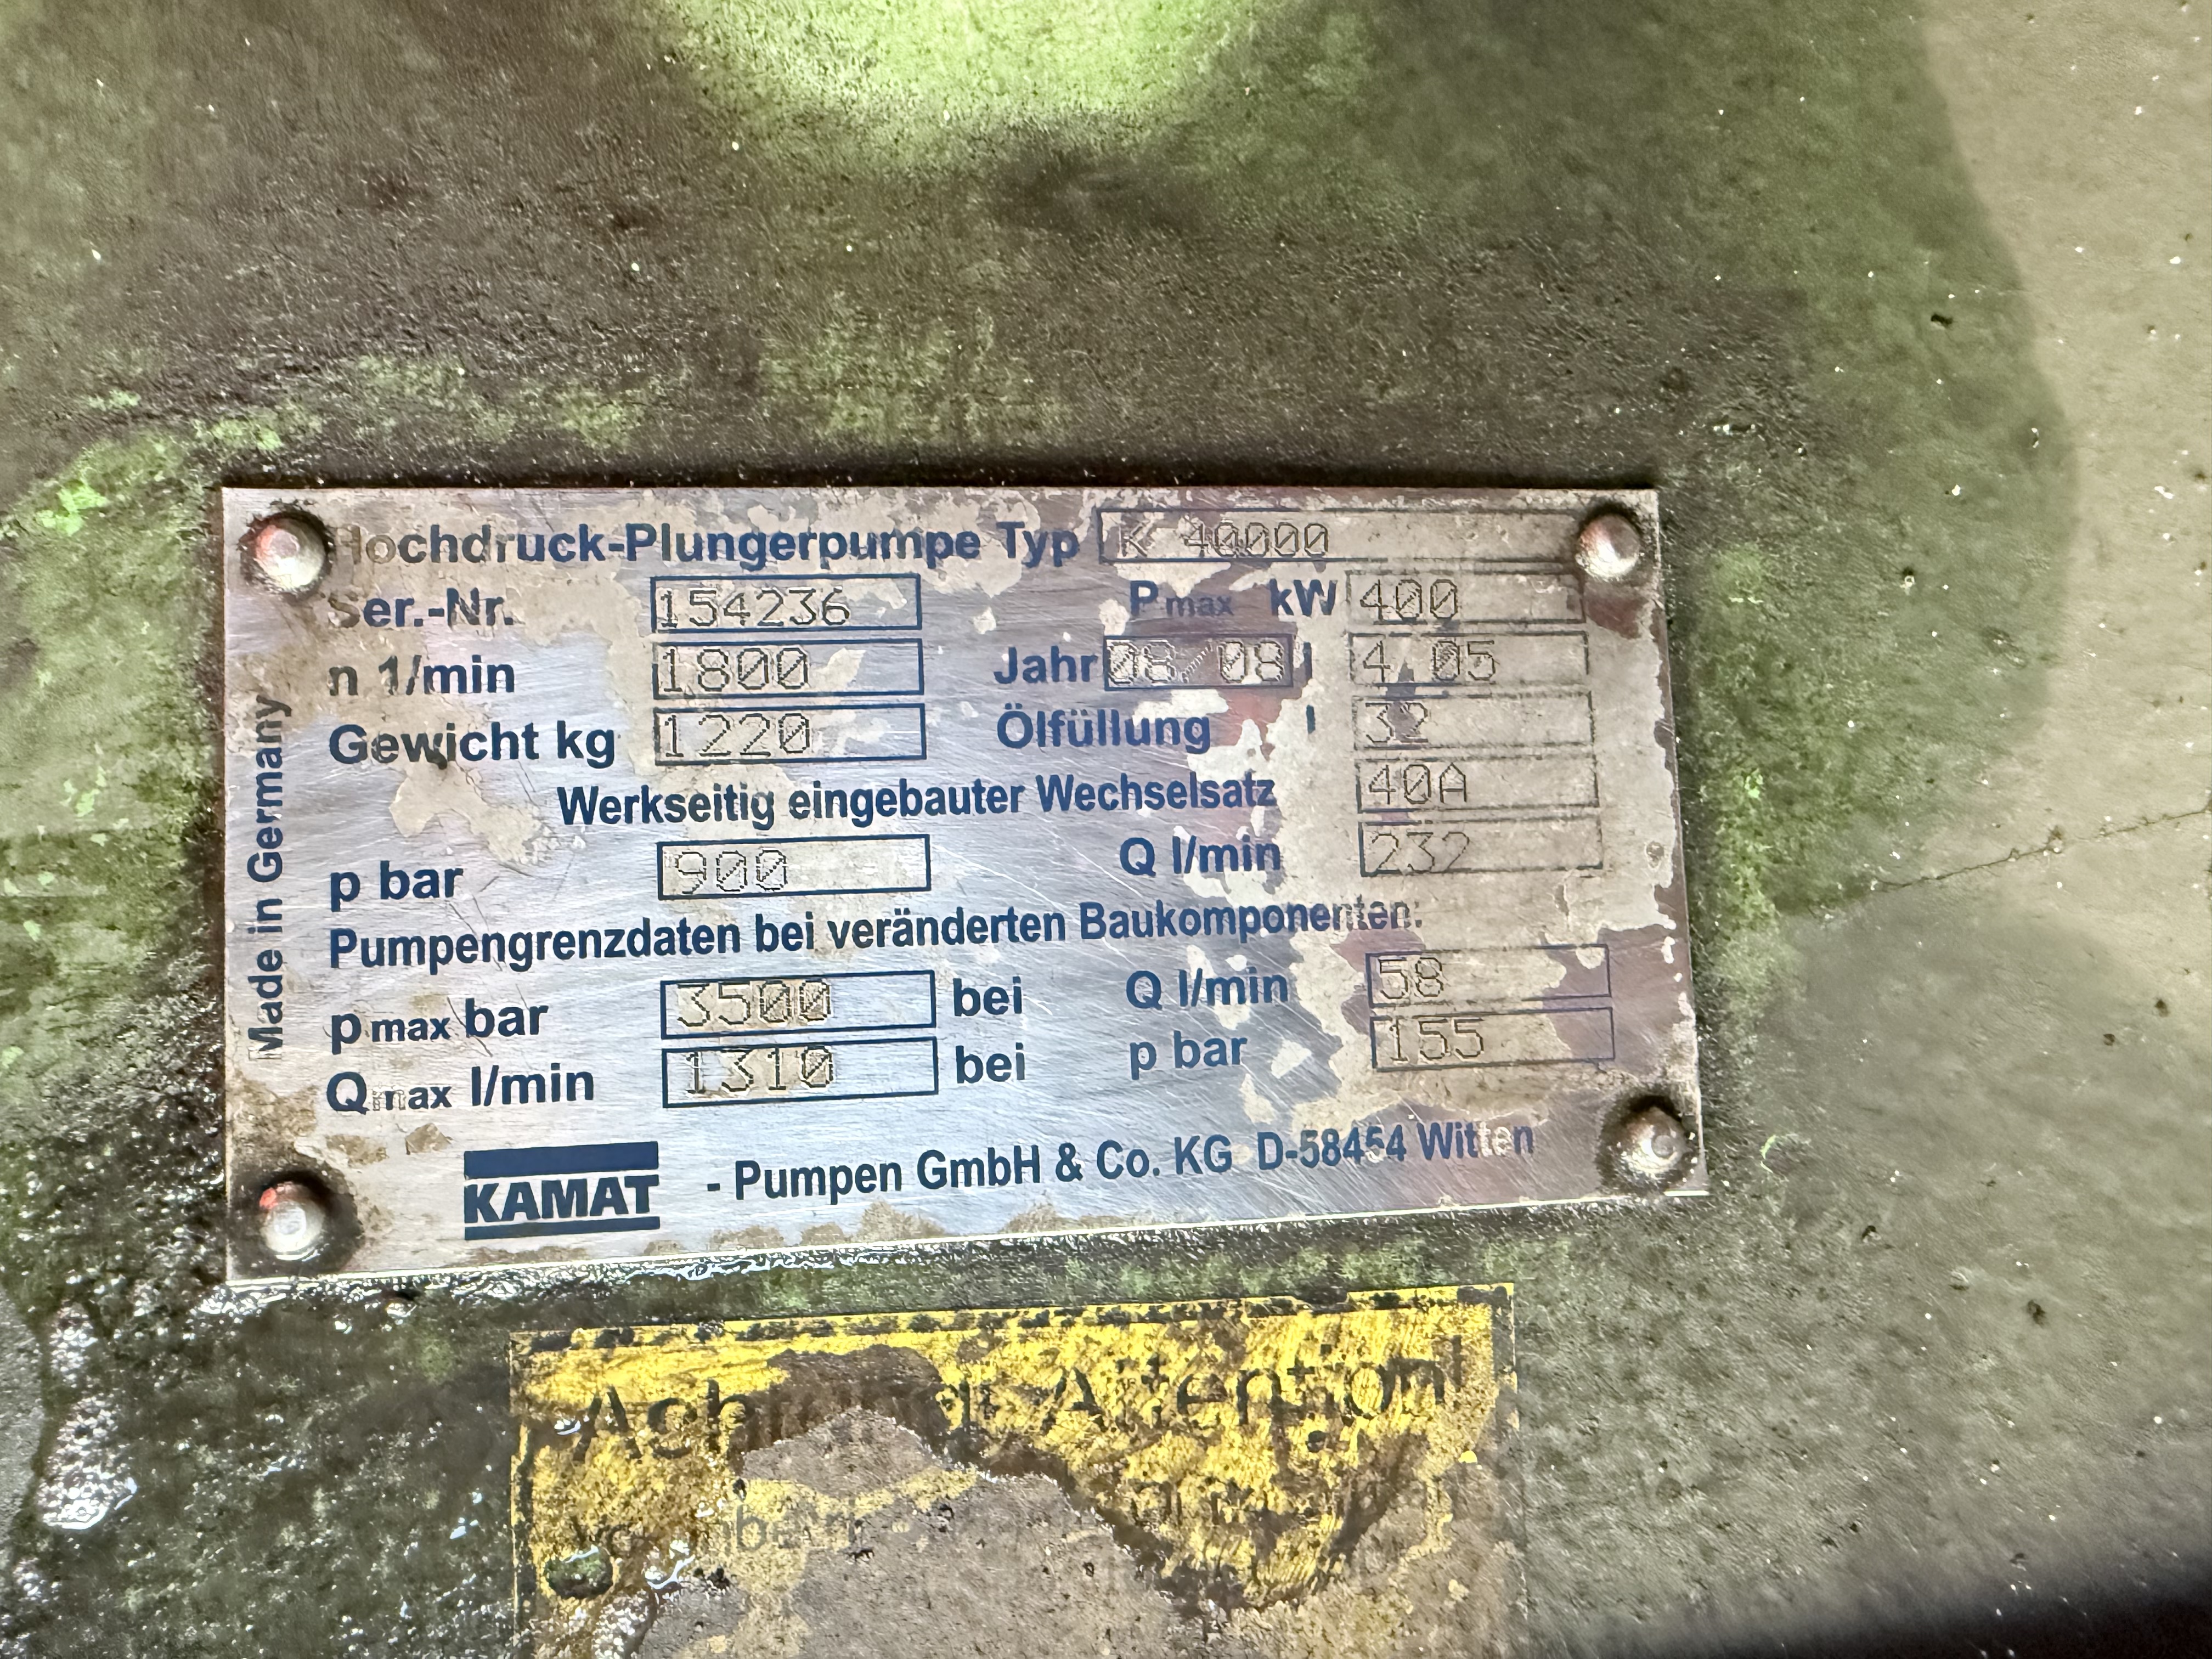 Hochdruck-Plungerpumpe Typ K 40000
Ser.-Nr. 154236 Pmax kW 400
n 1/min 1800 Jahr 08/08 i 4,05
Gewicht kg 1220 Ölfüllung l 32
Werkseitig eingebauter Wechselsatz 40A
p bar 900 Q l/min 232
Pumpengrenzdaten bei veränderten Baukomponenten:
pmax bar 3500 bei Q l/min 58
Qmax l/min 1310 bei p bar 155
KAMAT - Pumpen GmbH & Co. KG D-58454 Witten
Made in Germany
Attention!